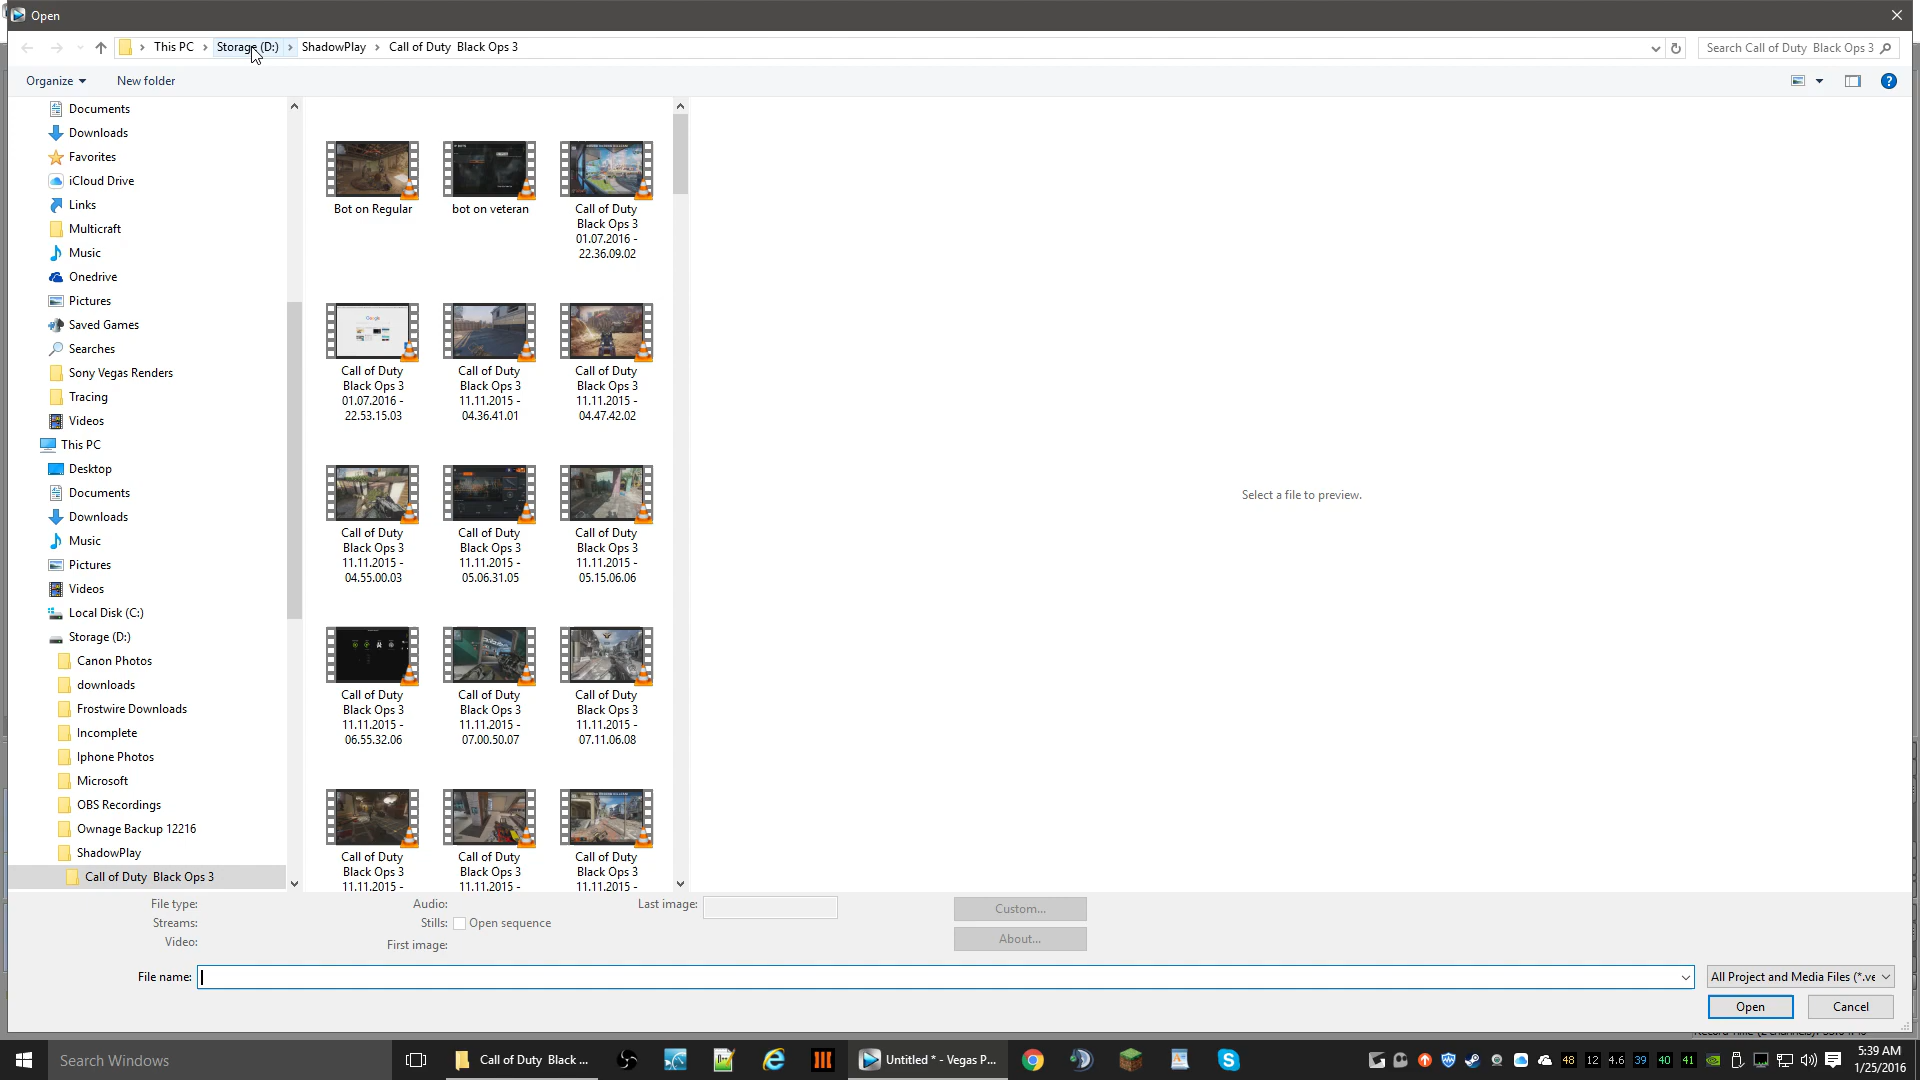 Open
This PC
Storage (D:)
ShadowPlay
Call of Duty  Black Ops 3
Search Call of Duty  Black Ops 3
Organize
New folder
Documents
Downloads
Favorites
iCloud Drive
Links
Multicraft
Music
Onedrive
Pictures
Saved Games
Searches
Sony Vegas Renders
Tracing
Videos
This PC
Desktop
Documents
Downloads
Music
Pictures
Videos
Local Disk (C:)
Storage (D:)
Canon Photos
downloads
Frostwire Downloads
Incomplete
Iphone Photos
Microsoft
OBS Recordings
Ownage Backup 12216
ShadowPlay
Call of Duty  Black Ops 3
Bot on Regular
bot on veteran
Call of Duty
Black Ops 3
01.07.2016 -
22.36.09.02
Call of Duty
Black Ops 3
01.07.2016 -
22.53.15.03
Call of Duty
Black Ops 3
11.11.2015 -
04.36.41.01
Call of Duty
Black Ops 3
11.11.2015 -
04.47.42.02
Call of Duty
Black Ops 3
11.11.2015 -
04.55.00.03
Call of Duty
Black Ops 3
11.11.2015 -
05.06.31.05
Call of Duty
Black Ops 3
11.11.2015 -
05.15.06.06
Call of Duty
Black Ops 3
11.11.2015 -
06.55.32.06
Call of Duty
Black Ops 3
11.11.2015 -
07.00.50.07
Call of Duty
Black Ops 3
11.11.2015 -
07.11.06.08
Call of Duty
Black Ops 3
11.11.2015 -
Call of Duty
Black Ops 3
11.11.2015 -
Call of Duty
Black Ops 3
11.11.2015 -
Select a file to preview.
File type:
Streams:
Video:
Audio:
Stills:
Open sequence
First image:
Last image:
Custom...
About...
File name:
All Project and Media Files (*.ve
Open
Cancel
Search Windows
Call of Duty  Black ...
Untitled * - Vegas P...
48
12
4.6
39
40
41
5:39 AM
1/25/2016